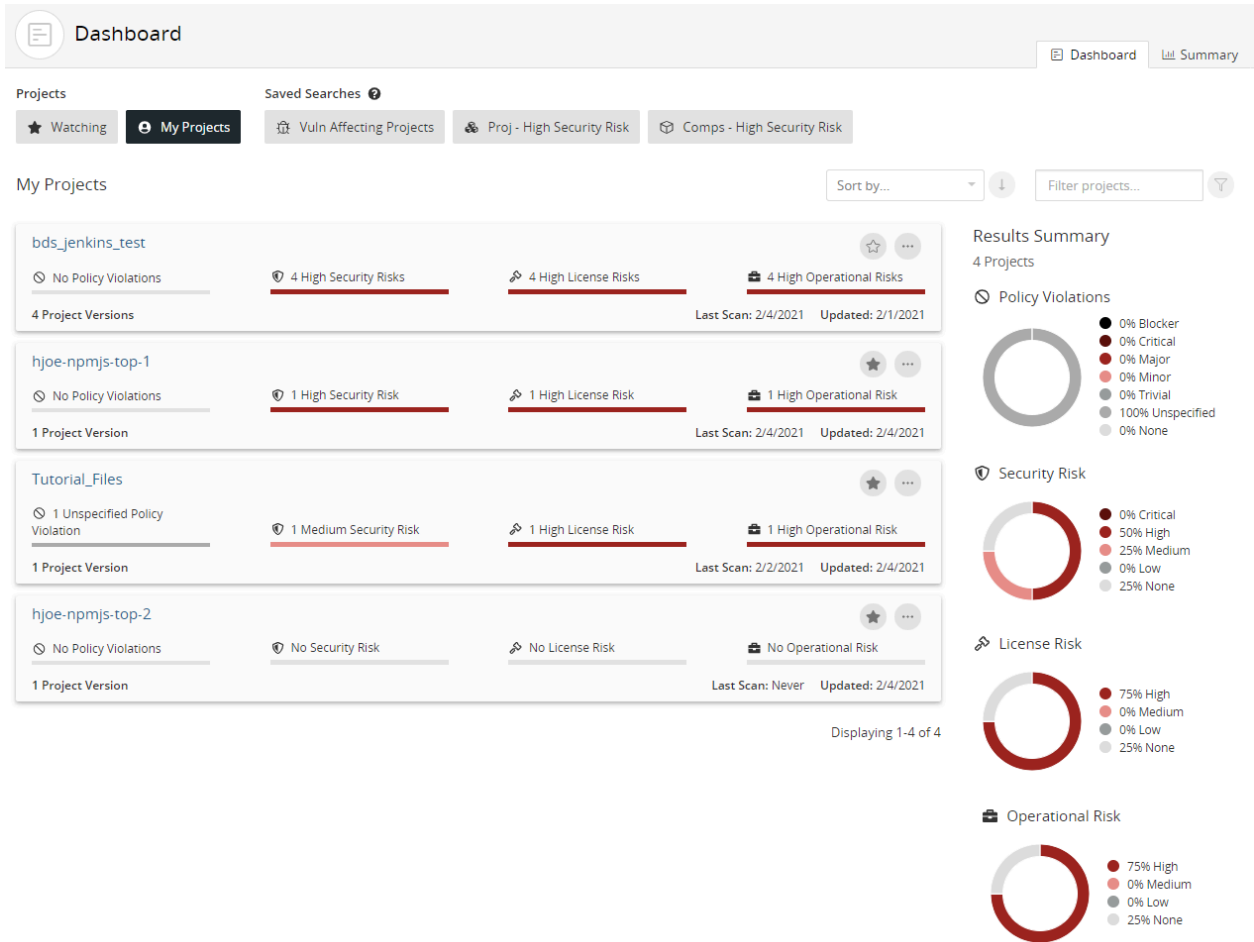 Dashboard
Dashboard
Summary
Projects
Saved Searches ?
Watching
My Projects
Vuln Affecting Projects
Proj - High Security Risk
Comps - High Security Risk
My Projects
Sort by...
Filter projects...
bds_jenkins_test
No Policy Violations
4 High Security Risks
4 High License Risks
4 High Operational Risks
4 Project Versions
Last Scan: 2/4/2021
Updated: 2/1/2021
hjoe-npmjs-top-1
No Policy Violations
1 High Security Risk
1 High License Risk
1 High Operational Risk
1 Project Version
Last Scan: 2/4/2021
Updated: 2/4/2021
Tutorial_Files
1 Unspecified Policy
Violation
1 Medium Security Risk
1 High License Risk
1 High Operational Risk
1 Project Version
Last Scan: 2/2/2021
Updated: 2/4/2021
hjoe-npmjs-top-2
No Policy Violations
No Security Risk
No License Risk
No Operational Risk
1 Project Version
Last Scan: Never
Updated: 2/4/2021
Displaying 1-4 of 4
Results Summary
4 Projects
Policy Violations
0% Blocker
0% Critical
0% Major
0% Minor
0% Trivial
100% Unspecified
0% None
Security Risk
0% Critical
50% High
25% Medium
0% Low
25% None
License Risk
75% High
0% Medium
0% Low
25% None
Operational Risk
75% High
0% Medium
0% Low
25% None